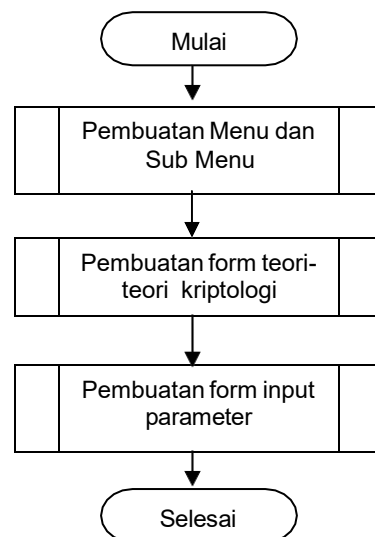 Mulai
Pembuatan Menu dan
Sub Menu
Pembuatan form teori-
teori kriptologi
Pembuatan form input
parameter
Selesai